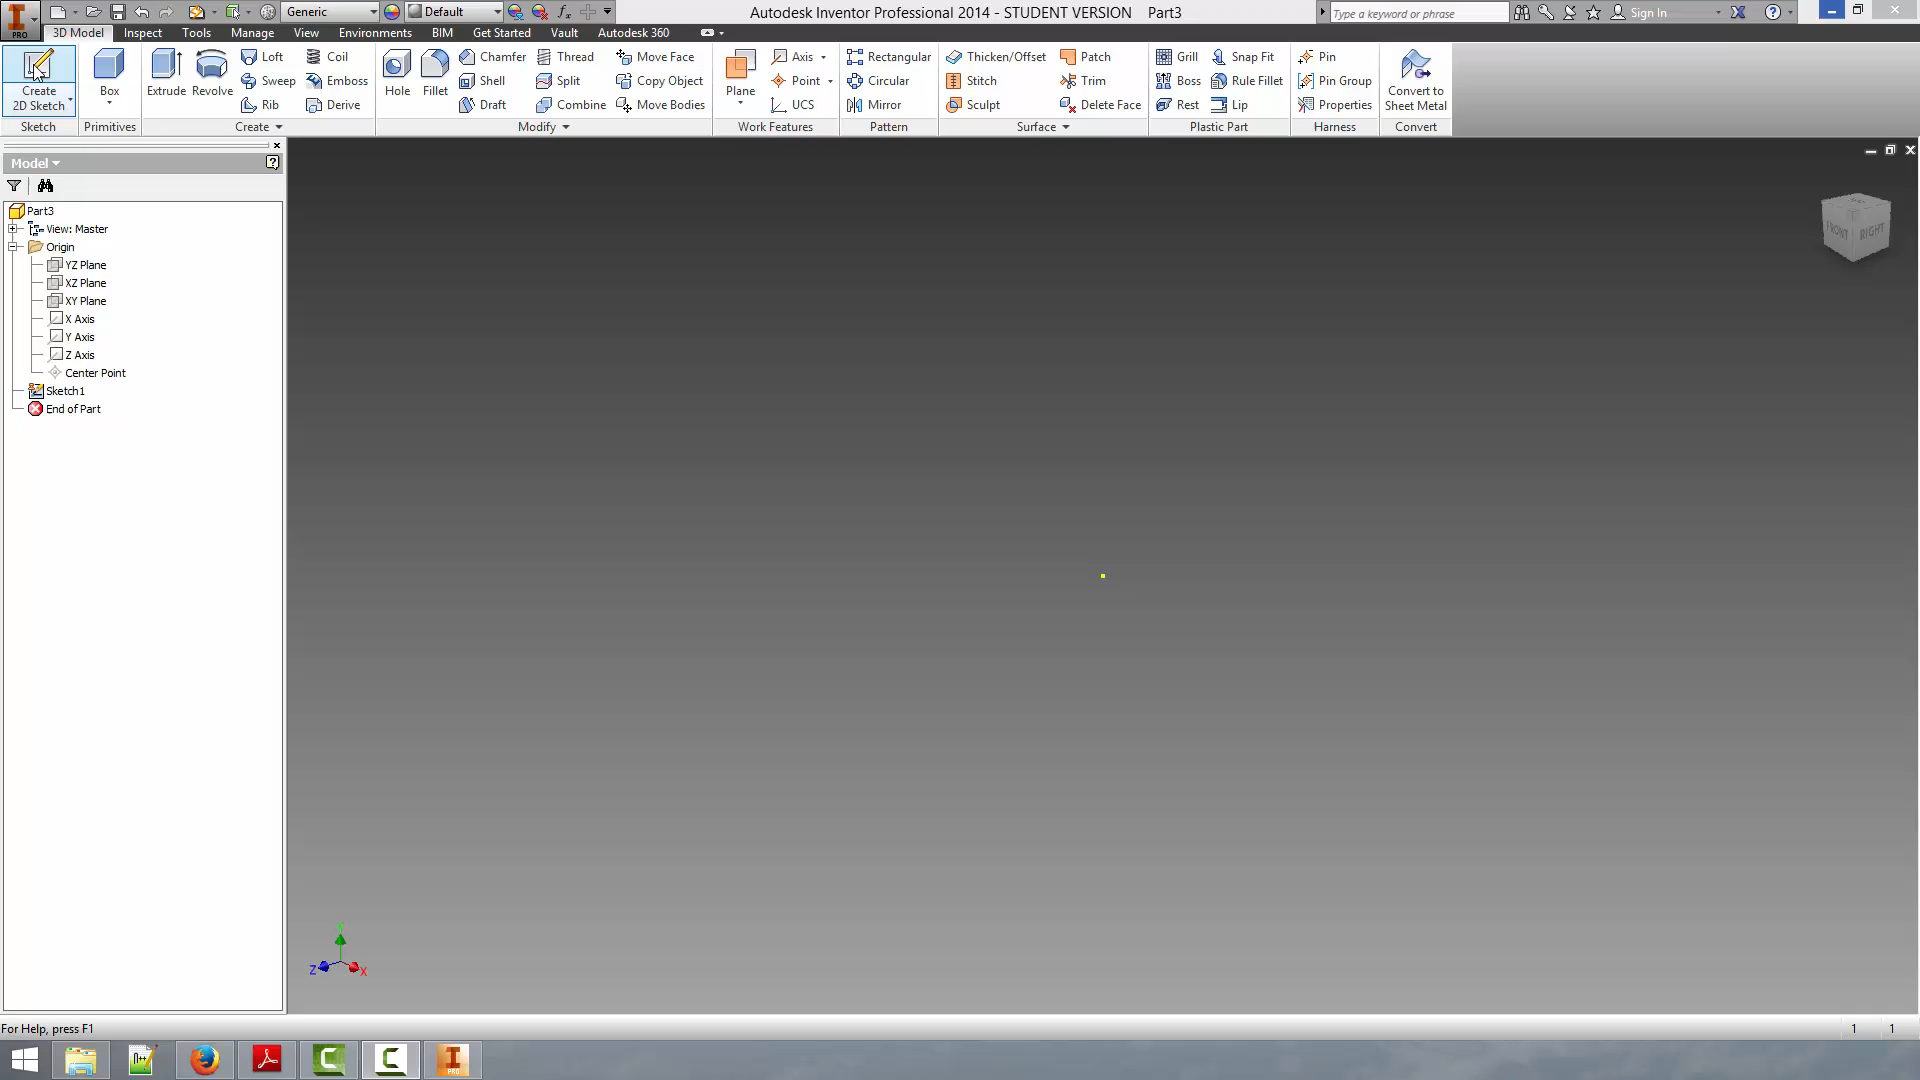 Generic
Default
Autodesk Inventor Professional 2014 - STUDENT VERSION Part3
Type a keyword or phrase
Sign In
PRO
3D Model Inspect Tools Manage View Environments BIM Get Started Vault Autodesk 360
Create
2D Sketch
Box
Extrude
Revolve
Loft
Sweep
Rib
Coil
Emboss
Derive
Hole
Fillet
Chamfer
Shell
Draft
Thread
Split
Combine
Move Face
Copy Object
Move Bodies
Plane
Axis
Point
UCS
Rectangular
Circular
Mirror
Thicken/Offset
Stitch
Sculpt
Patch
Trim
Delete Face
Grill
Boss
Rest
Snap Fit
Rule Fillet
Lip
Pin
Pin Group
Properties
Convert to
Sheet Metal
Sketch Primitives Create Modify Work Features Pattern Surface Plastic Part Harness Convert
Model
Part3
View: Master
Origin
YZ Plane
XZ Plane
XY Plane
X Axis
Y Axis
Z Axis
Center Point
Sketch1
End of Part
FRONT RIGHT
Z X
For Help, press F1
1 1
PRO